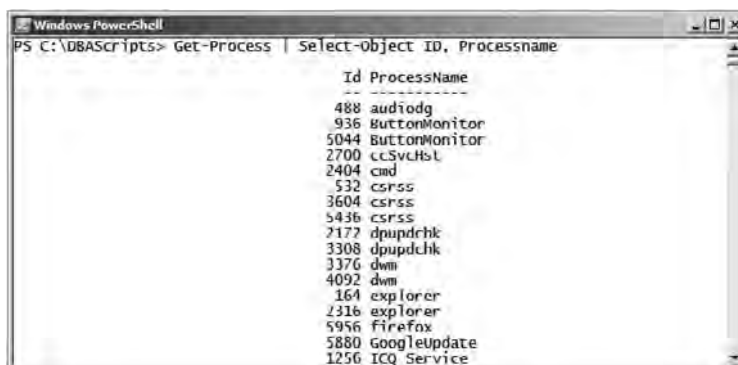 Windows PowerShell
PS C:\DBAScripts> Get-Process | Select-Object ID, Processname
Id ProcessName
-- -----------
488 audiodg
936 ButtonMonitor
5044 ButtonMonitor
2700 ccSvcHst
2404 cmd
532 csrss
3604 csrss
5436 csrss
2172 dpupdchk
3308 dpupdchk
3376 dwm
4092 dwm
164 explorer
2316 explorer
5956 firefox
5880 GoogleUpdate
1256 ICQ Service